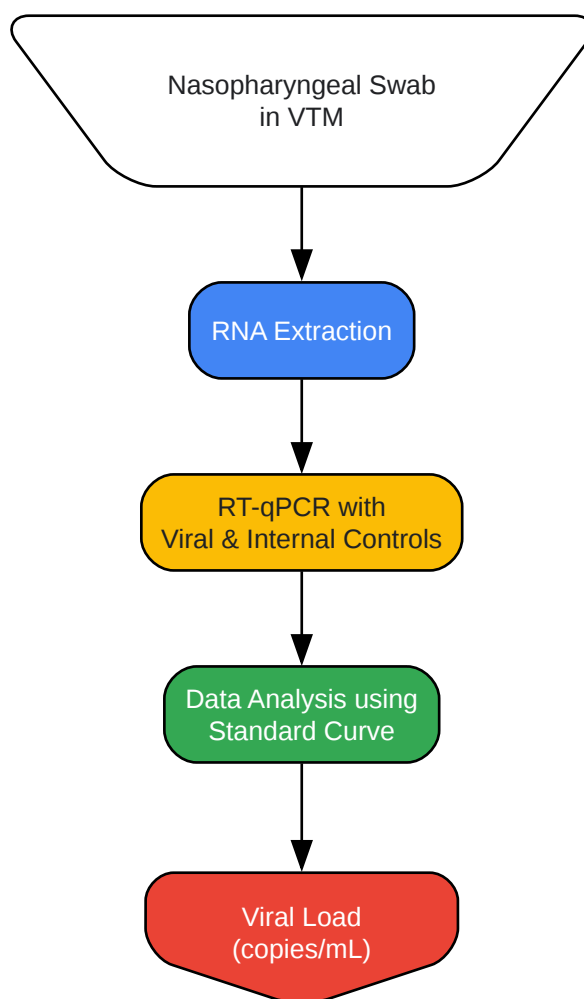 Nasopharyngeal Swab
in VTM
RNA Extraction
RT-qPCR with
Viral & Internal Controls
Data Analysis using
Standard Curve
Viral Load
(copies/mL)